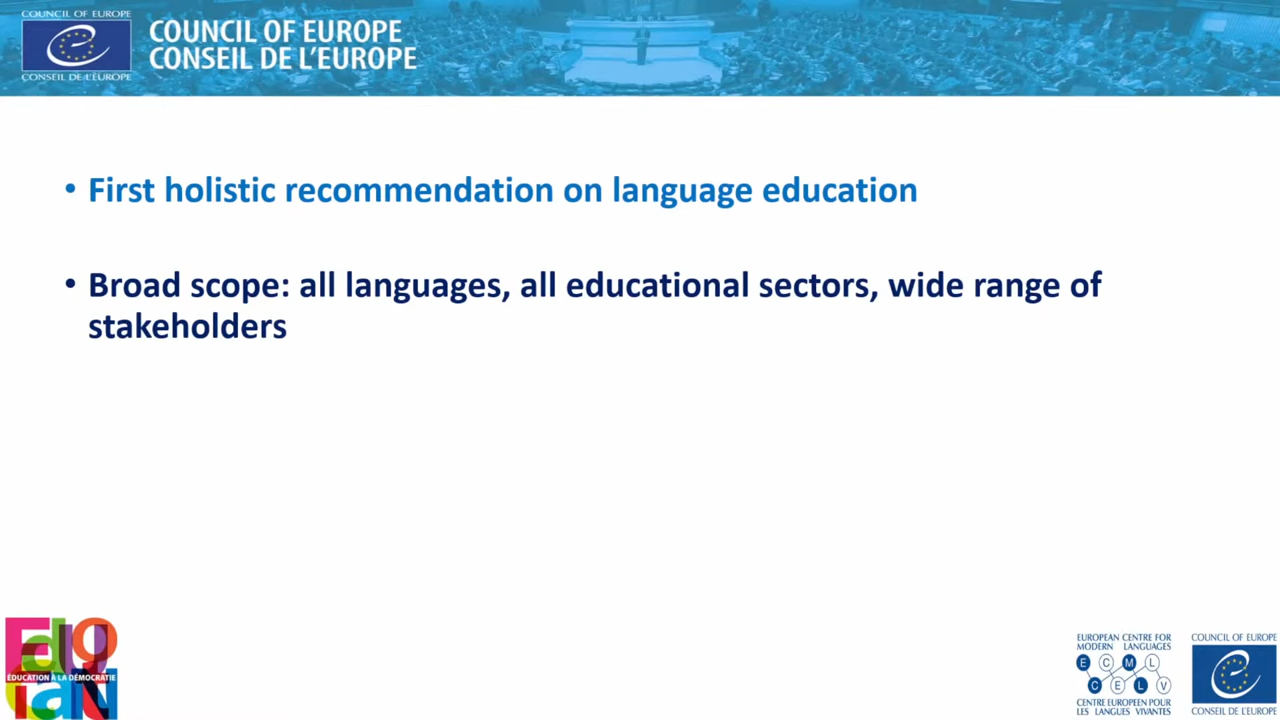 COUNCIL OF EUROPE
CONSEIL DE L'EUROPE
COUNCIL OF EUROPE
CONSEIL DE L'EUROPE
• First holistic recommendation on language education
• Broad scope: all languages, all educational sectors, wide range of
stakeholders
ÉDUCATION À LA DÉMOCRATIE
EUROPEAN CENTRE FOR
MODERN LANGUAGES
E C M L
C E L V
CENTRE EUROPEEN POUR
LES LANGUES VIVANTES
COUNCIL OF EUROPE
CONSEIL DE L'EUROPE